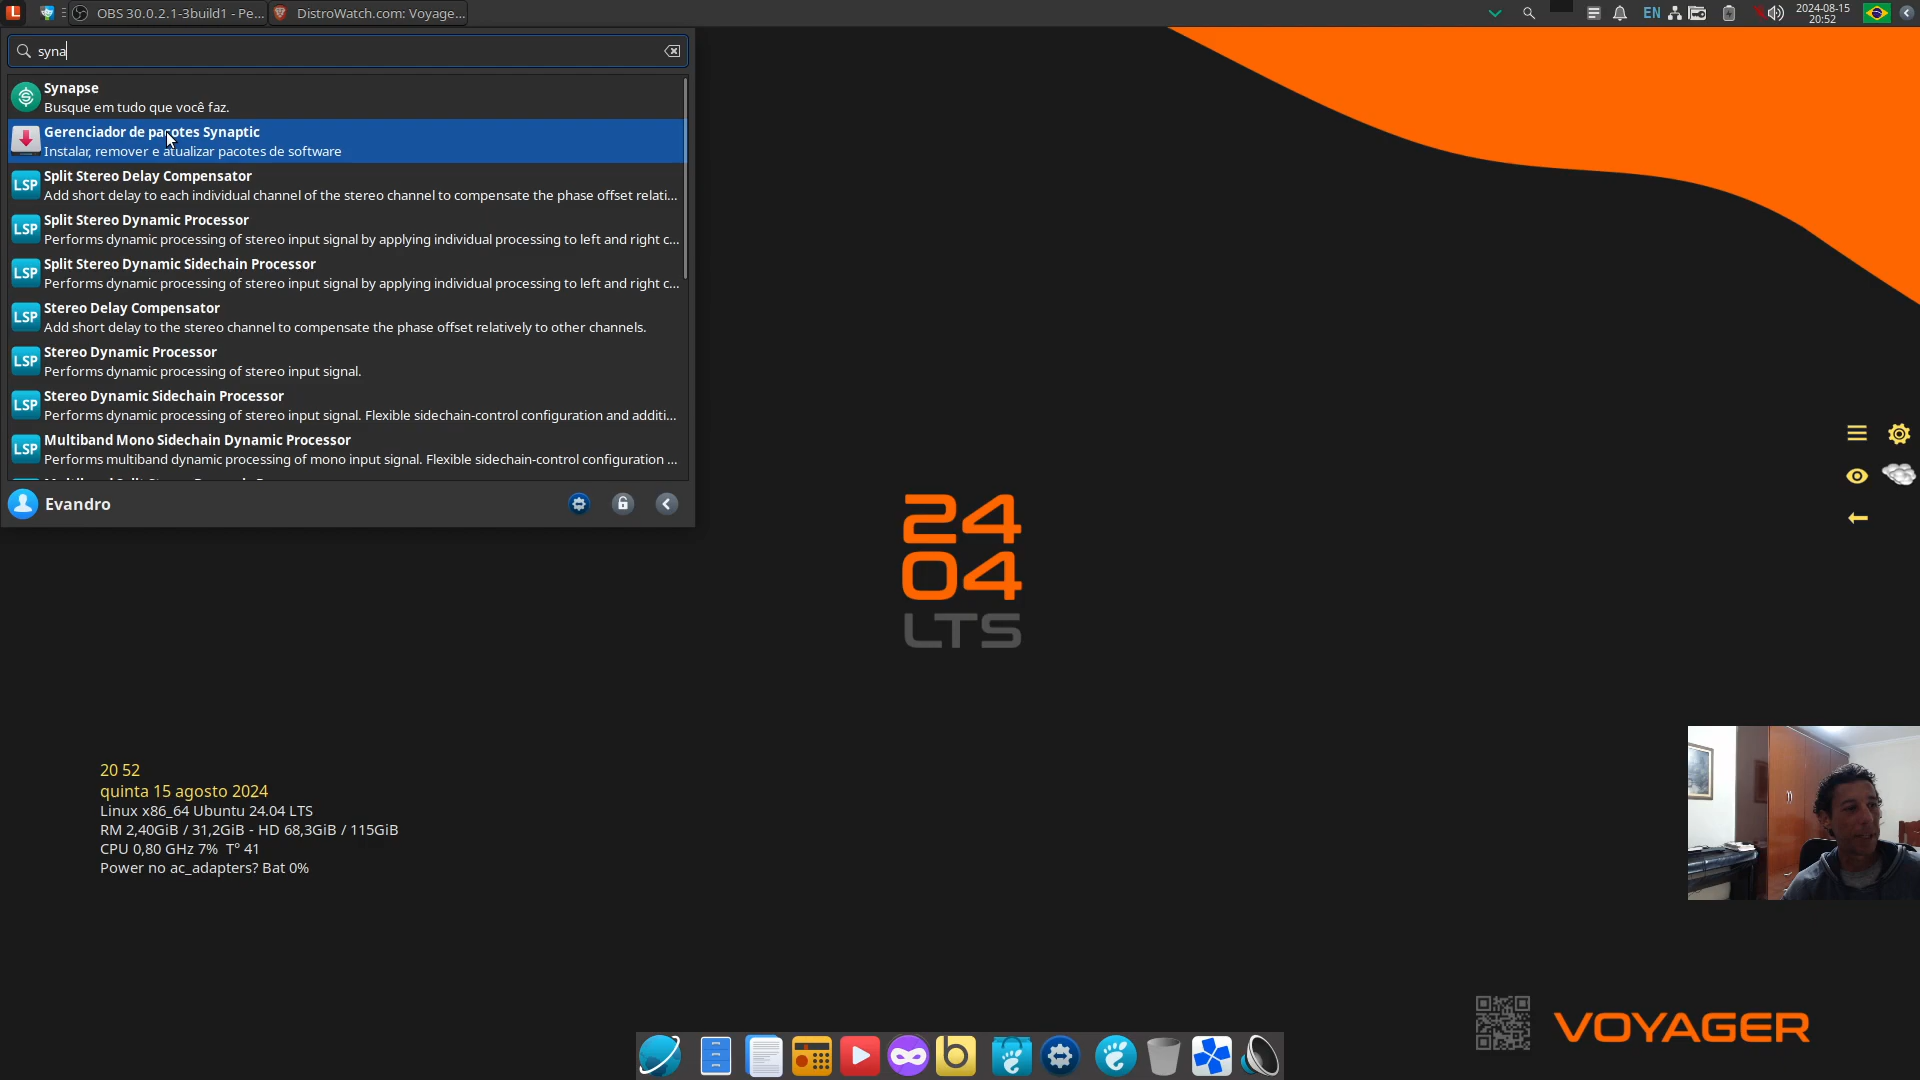 OBS 30.0.2.1-3build1 - Pe...
DistroWatch.com: Voyage...
EN
2024-08-15
20:52
syna
Synapse
Busque em tudo que você faz.
Gerenciador de pacotes Synaptic
Instalar, remover e atualizar pacotes de software
LSP
Split Stereo Delay Compensator
Add short delay to each individual channel of the stereo channel to compensate the phase offset relati...
LSP
Split Stereo Dynamic Processor
Performs dynamic processing of stereo input signal by applying individual processing to left and right c...
LSP
Split Stereo Dynamic Sidechain Processor
Performs dynamic processing of stereo input signal by applying individual processing to left and right c...
LSP
Stereo Delay Compensator
Add short delay to the stereo channel to compensate the phase offset relatively to other channels.
LSP
Stereo Dynamic Processor
Performs dynamic processing of stereo input signal.
LSP
Stereo Dynamic Sidechain Processor
Performs dynamic processing of stereo input signal. Flexible sidechain-control configuration and additi...
LSP
Multiband Mono Sidechain Dynamic Processor
Performs multiband dynamic processing of mono input signal. Flexible sidechain-control configuration ...
Evandro
24
04
LTS
20 52
quinta 15 agosto 2024
Linux x86_64 Ubuntu 24.04 LTS
RM 2,40GiB / 31,2GiB - HD 68,3GiB / 115GiB
CPU 0,80 GHz 7% T° 41
Power no ac_adapters? Bat 0%
VOYAGER